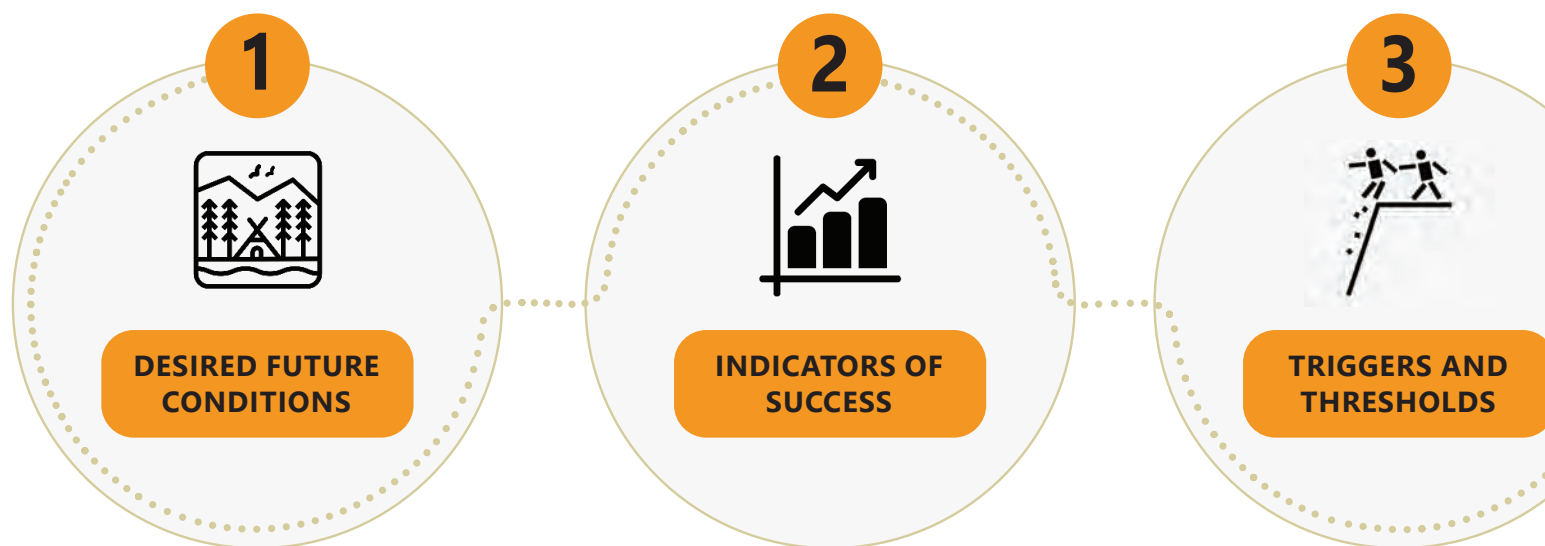 1
DESIRED FUTURE
CONDITIONS
2
INDICATORS OF
SUCCESS
3
TRIGGERS AND
THRESHOLDS